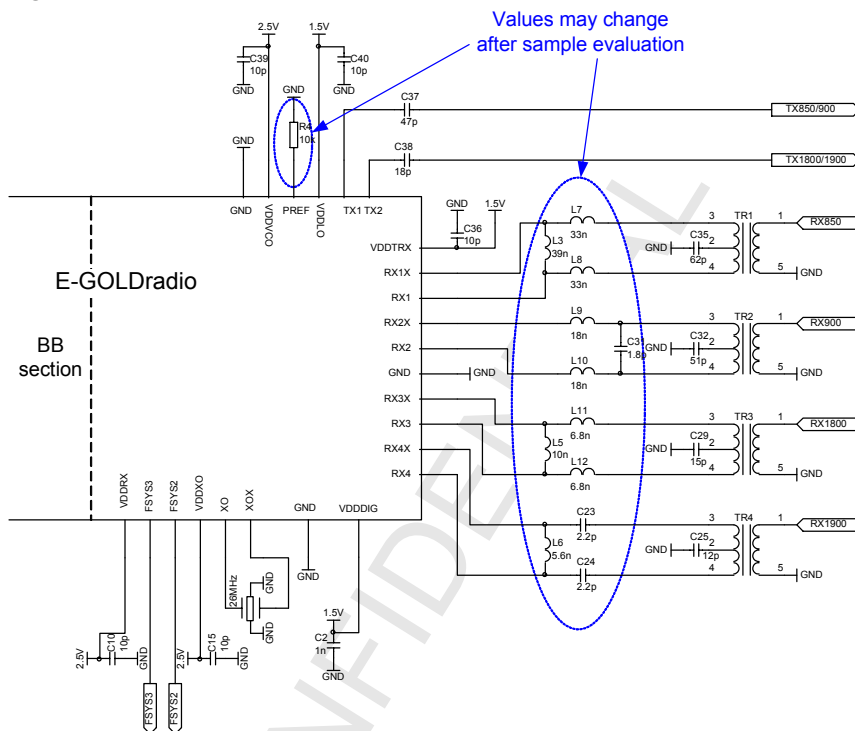 Values may change
after sample evaluation
2.5V
1.5V
C39
10p
GND
C40
10p
GND
GND
R4
10k
GND
C37
47p
TX850/900
C38
18p
TX1800/1900
GND
VDDVCO
PREF
VDDLO
TX1 TX2
GND
1.5V
C36
10p
VDDTRX
RX1X
RX1
RX2X
RX2
GND
GND
RX3X
RX3
RX4X
RX4
E-GOLDradio
BB
section
L7
33n
L3
39n
L8
33n
GND
C35
62p
3
2
4
TR1
1
5
RX850
GND
L9
18n
C31
1.8p
L10
18n
GND
C32
51p
3
2
4
TR2
1
5
RX900
GND
L11
6.8n
L5
10n
L12
6.8n
GND
C29
15p
3
2
4
TR3
1
5
RX1800
GND
C23
2.2p
L6
5.6n
C24
2.2p
GND
C25
12p
3
2
4
TR4
1
5
RX1900
GND
VDDRX
FSYS3
FSYS2
VDDXO
XO
XOX
GND
VDDDIG
GND
26MHz
GND
GND
2.5V
C10
10p
GND
2.5V
C15
10p
GND
1.5V
C2
1n
GND
FSYS3
FSYS2